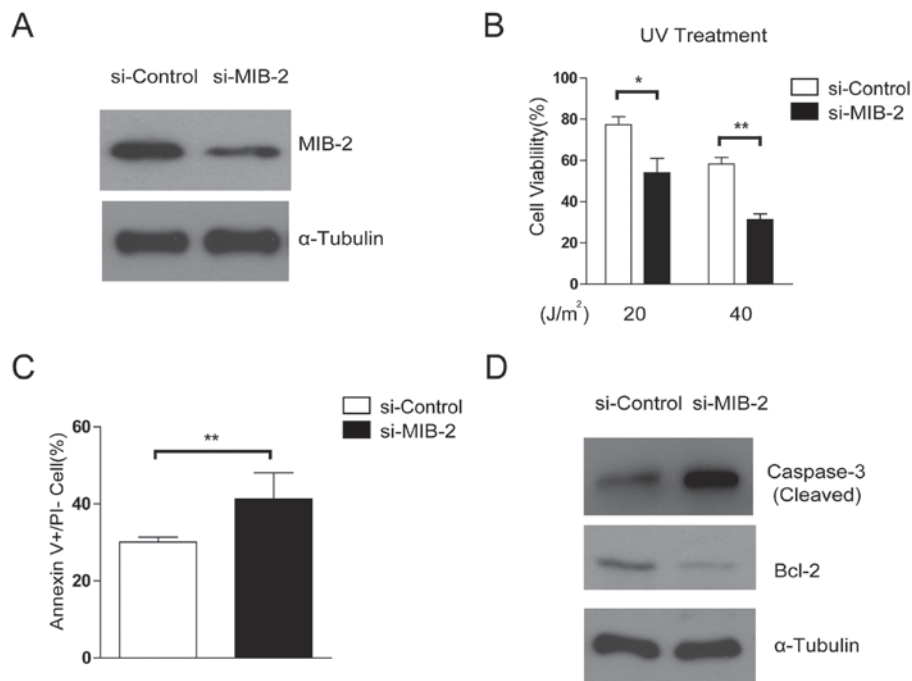 A
si-Control si-MIB-2
MIB-2
α-Tubulin
B
UV Treatment
si-Control
si-MIB-2
Cell Viablility(%)
100
80
60
40
20
0
* **
(J/m²) 20 40
C
si-Control
si-MIB-2
Annexin V+/PI- Cell(%)
60
40
20
0
**
D
si-Control si-MIB-2
Caspase-3
(Cleaved)
Bcl-2
α-Tubulin